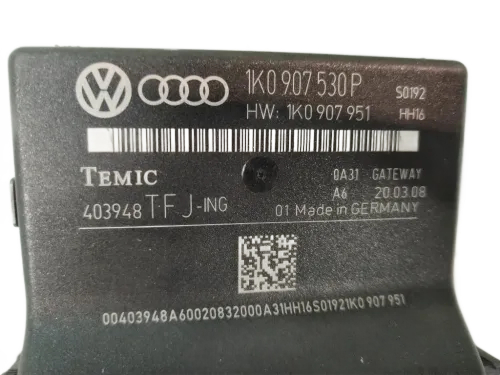 1K0 907 530 P S0192
HW: 1K0 907 951 HH16
TEMIC 0A31 GATEWAY
A6 20.03.08
403948 TFJ-ING 01 Made in GERMANY
00403948A60020832000A31HH16S01921K0 907 951